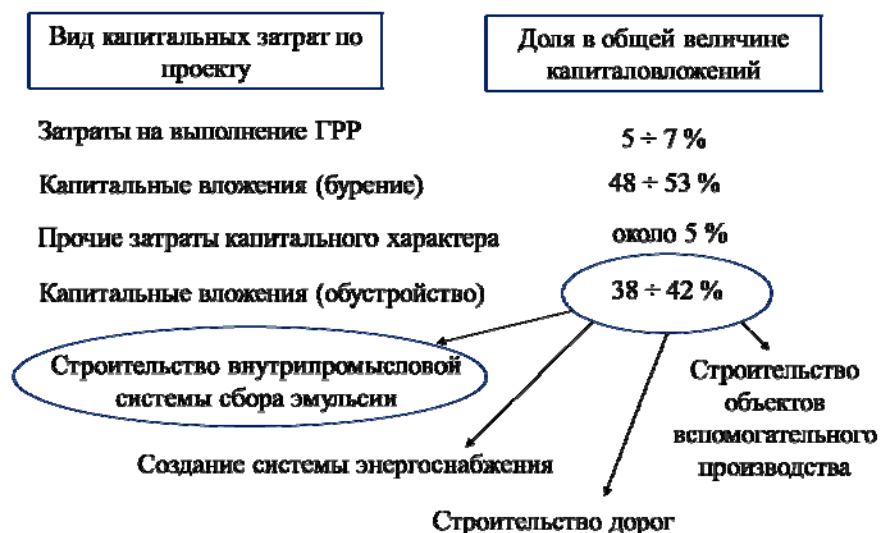 Вид капитальных затрат по
проекту
Доля в общей величине
капиталовложений
Затраты на выполнение ГРР
5 ÷ 7 %
Капитальные вложения (бурение)
48 ÷ 53 %
Прочие затраты капитального характера
около 5 %
Капитальные вложения (обустройство)
38 ÷ 42 %
Строительство внутрипромысловой
системы сбора эмульсии
Строительство
объектов
вспомогательного
производства
Создание системы энергоснабжения
Строительство дорог